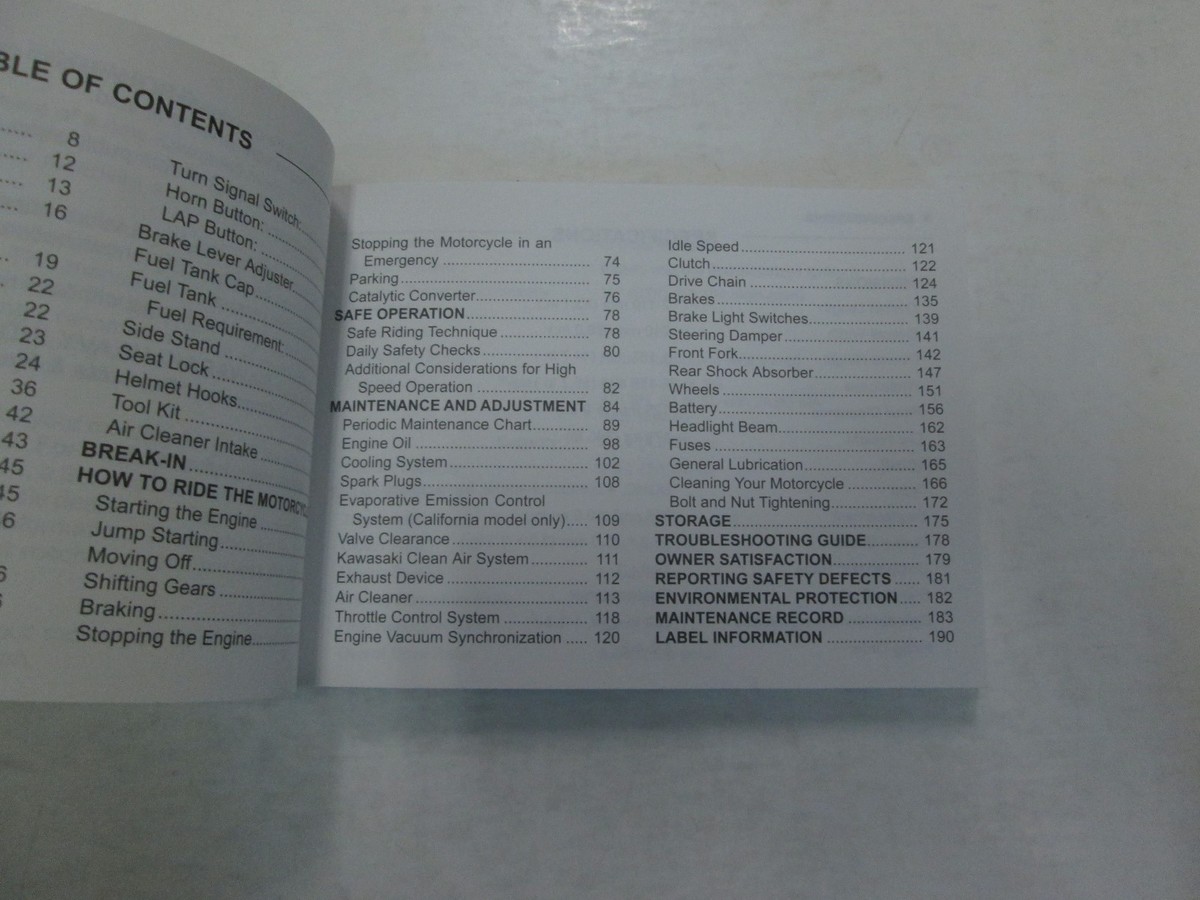 OF CONTENTS
8
12
13
16
19
22
22
23
24
36
42
43
45
45
Turn Signal Switch:
Horn Button:
LAP Button:
Brake Lever Adjuster
Fuel Tank Cap
Fuel Tank
Fuel Requirement:
Side Stand
Seat Lock
Helmet Hooks
Tool Kit
Air Cleaner Intake
BREAK-IN
HOW TO RIDE THE
Starting the Engine
Jump Starting
Moving Off
Shifting Gears
Braking
Stopping the Engine
Stopping the Motorcycle in an
Emergency ........ 74
Parking ........ 75
Catalytic Converter ........ 76
SAFE OPERATION ........ 78
Safe Riding Technique ........ 78
Daily Safety Checks ........ 80
Additional Considerations for High
Speed Operation ........ 82
MAINTENANCE AND ADJUSTMENT 84
Periodic Maintenance Chart ........ 89
Engine Oil ........ 98
Cooling System ........ 102
Spark Plugs ........ 108
Evaporative Emission Control
System (California model only) ..... 109
Valve Clearance ........ 110
Kawasaki Clean Air System ........ 111
Exhaust Device ........ 112
Air Cleaner ........ 113
Throttle Control System ........ 118
Engine Vacuum Synchronization ..... 120
Idle Speed ........ 121
Clutch ........ 122
Drive Chain ........ 124
Brakes ........ 135
Brake Light Switches ........ 139
Steering Damper ........ 141
Front Fork ........ 142
Rear Shock Absorber ........ 147
Wheels ........ 151
Battery ........ 156
Headlight Beam ........ 162
Fuses ........ 163
General Lubrication ........ 165
Cleaning Your Motorcycle ........ 166
Bolt and Nut Tightening ........ 172
STORAGE ........ 175
TROUBLESHOOTING GUIDE ........ 178
OWNER SATISFACTION ........ 179
REPORTING SAFETY DEFECTS ..... 181
ENVIRONMENTAL PROTECTION .... 182
MAINTENANCE RECORD ........ 183
LABEL INFORMATION ........ 190